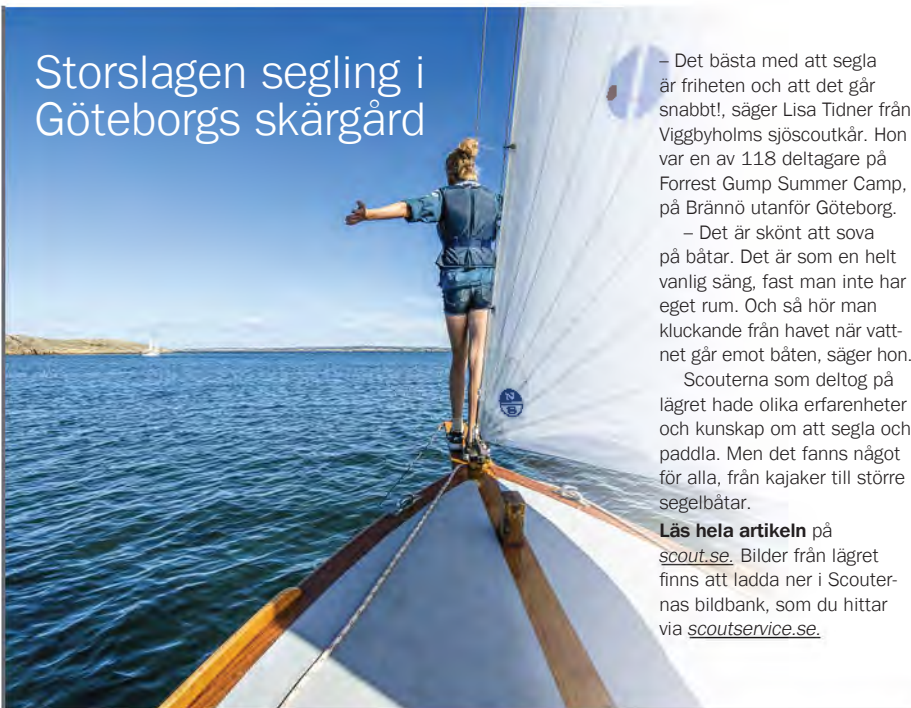 Storslagen segling i
Göteborgs skärgård
– Det bästa med att segla
är friheten och att det går
snabbt!, säger Lisa Tidner från
Viggbyholms sjöscoutkår. Hon
var en av 118 deltagare på
Forrest Gump Summer Camp,
på Brännö utanför Göteborg.
– Det är skönt att sova
på båtar. Det är som en helt
vanlig säng, fast man inte har
eget rum. Och så hör man
kluckande från havet när vatt-
net går emot båten, säger hon.
Scouterna som deltog på
lägret hade olika erfarenheter
och kunskap om att segla och
paddla. Men det fanns något
för alla, från kajaker till större
segelbåtar.
Läs hela artikeln på
scout.se. Bilder från lägret
finns att ladda ner i Scouter-
nas bildbank, som du hittar
via scoutservice.se.
N
S